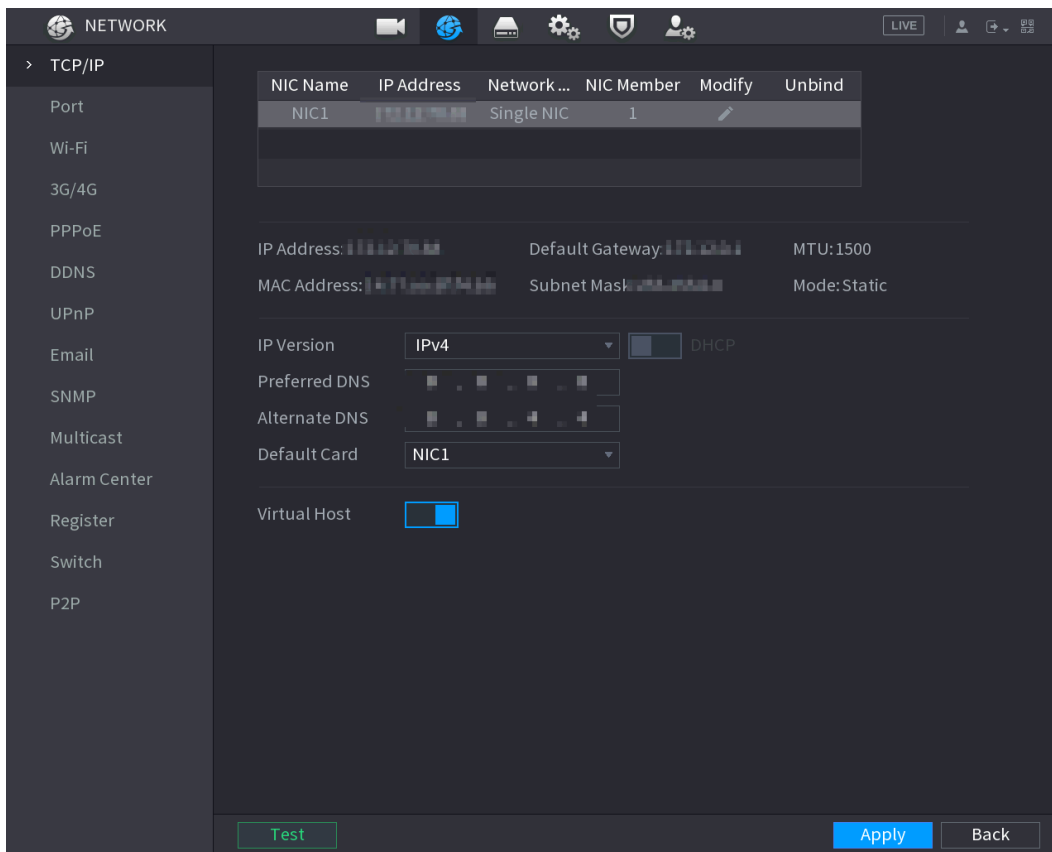 NETWORK
LIVE
TCP/IP
Port
Wi-Fi
3G/4G
PPPoE
DDNS
UPnP
Email
SNMP
Multicast
Alarm Center
Register
Switch
P2P
NIC Name IP Address Network ... NIC Member Modify Unbind
NIC1 Single NIC 1
IP Address: Default Gateway: MTU: 1500
MAC Address: Subnet Mask Mode: Static
IP Version IPv4 DHCP
Preferred DNS
Alternate DNS
Default Card NIC1
Virtual Host
Test Apply Back